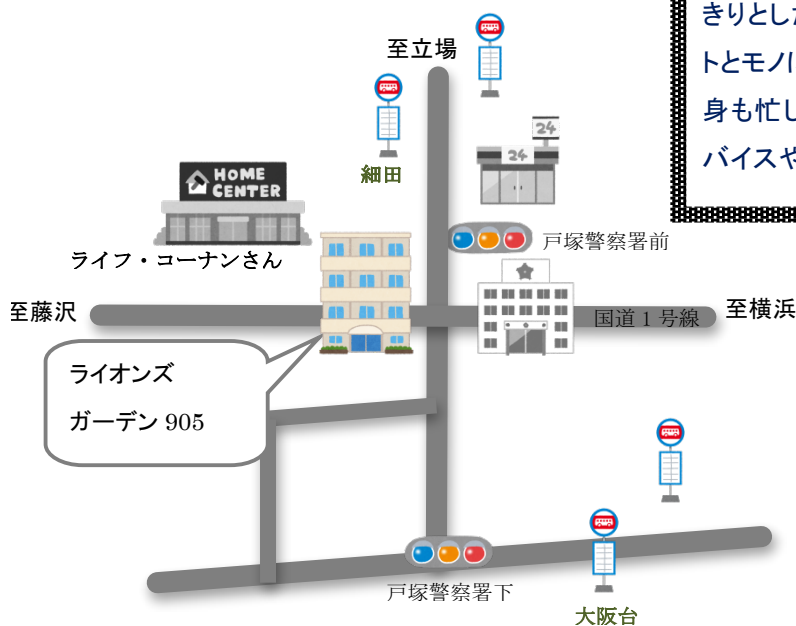 きりとした
トとモノに
身も忙し
バイスや
至立場
細田
24
24
HOME
CENTER
ライフ・コーナンさん
戸塚警察署前
至藤沢
国道 1 号線
至横浜
ライオンズ
ガーデン 905
戸塚警察署下
大阪台